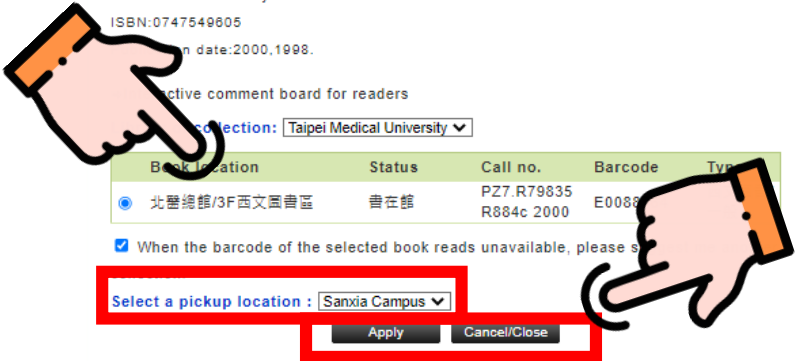 ISBN:0747549605
n date:2000,1998.
active comment board for readers
collection: Taipei Medical University
Book location Status Call no. Barcode
北醫總館/3F西文圖書區 書在館 PZ7.R79835 R884c 2000
When the barcode of the selected book reads unavailable, please
Select a pickup location : Sanxia Campus
Apply Cancel/Close